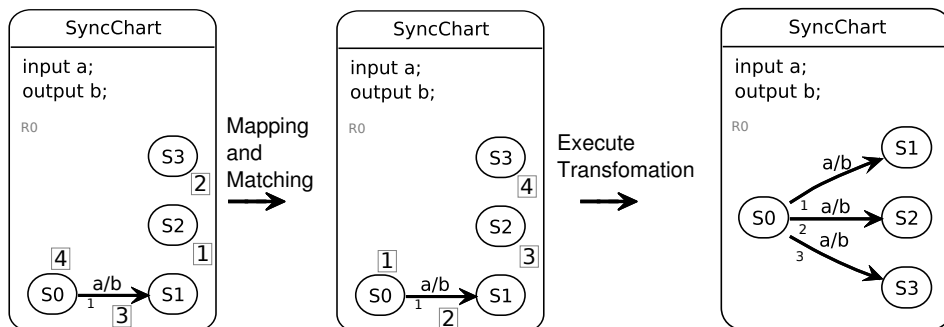 SyncChart
input a;
output b;
R0
S3
2
S2
1
4
S0
a/b
1
3
S1
Mapping
and
Matching
SyncChart
input a;
output b;
R0
S3
4
S2
3
1
S0
a/b
1
2
S1
Execute
Transfomation
SyncChart
input a;
output b;
R0
S1
a/b
1
S0
a/b
S2
2
a/b
3
S3